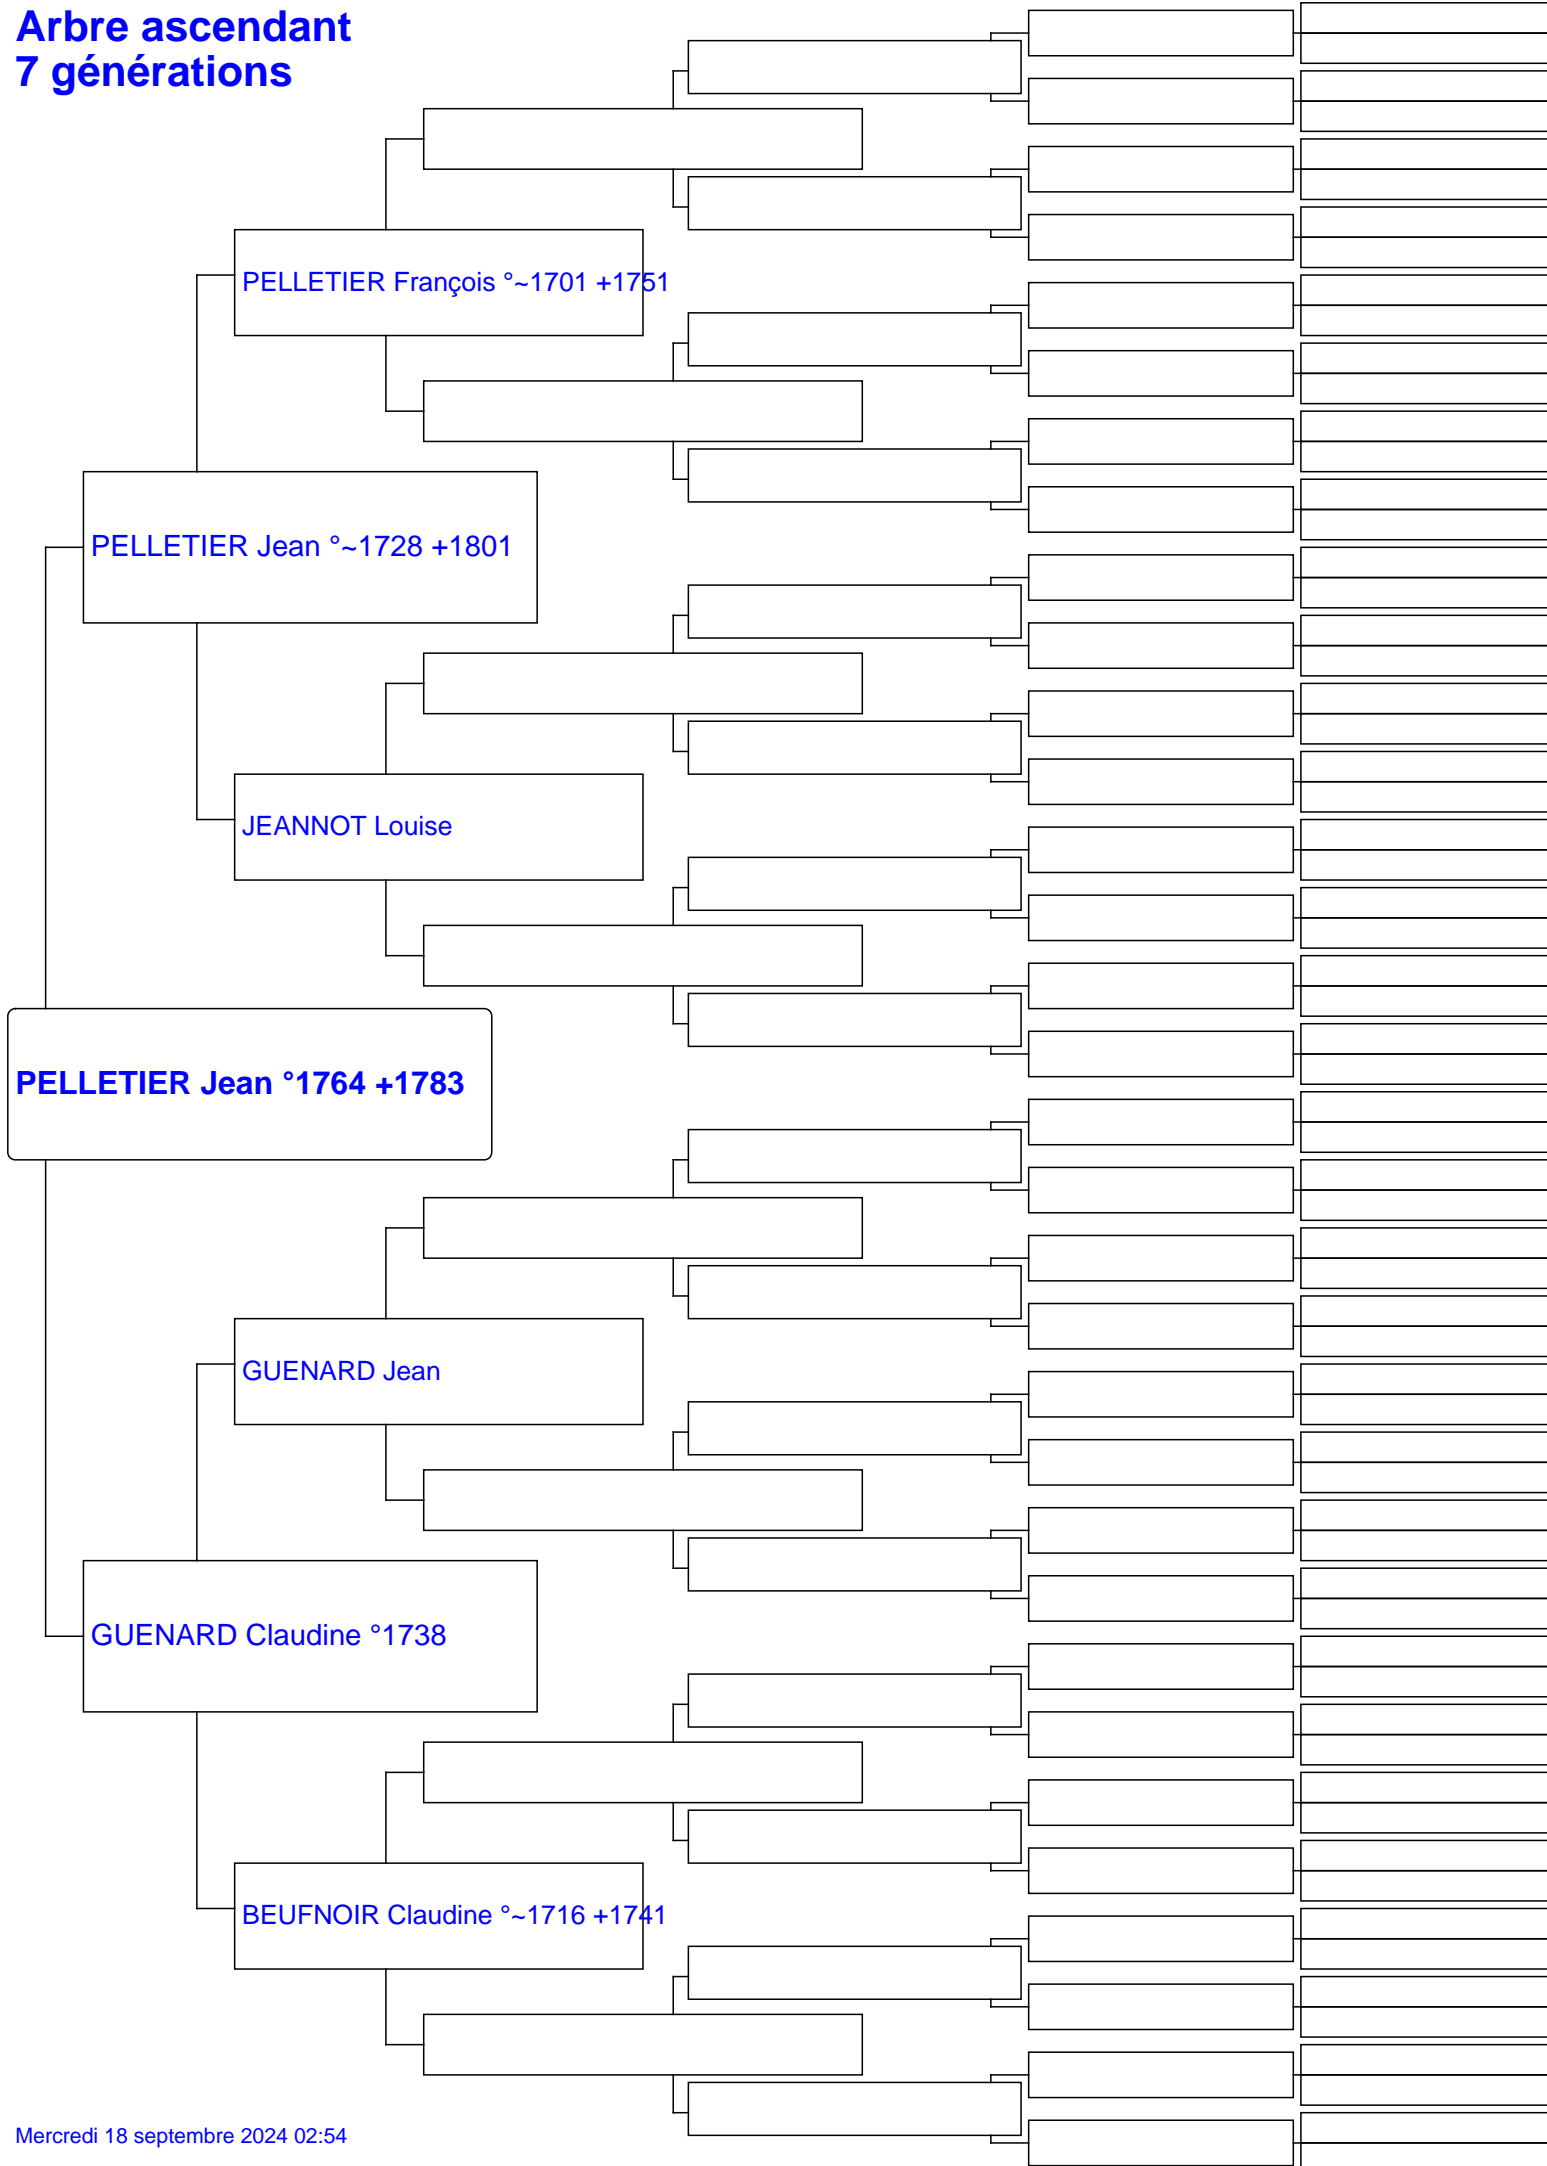 Arbre ascendant
7 générations
PELLETIER François °~1701 +1751
PELLETIER Jean °~1728 +1801
JEANNOT Louise
PELLETIER Jean °1764 +1783
GUENARD Jean
GUENARD Claudine °1738
BEUFNOIR Claudine °~1716 +1741
Mercredi 18 septembre 2024 02:54